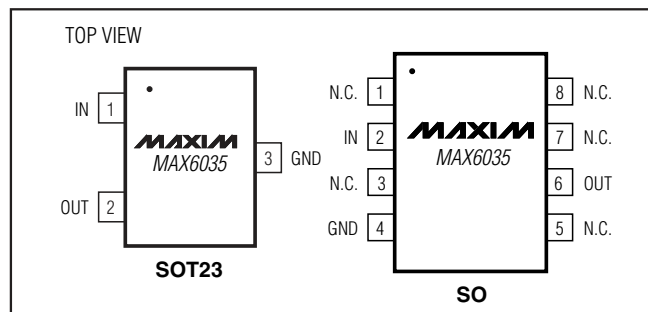 TOP VIEW
IN 1
MAXIM
MAX6035
3 GND
OUT 2
SOT23
N.C. 1
8 N.C.
IN 2
MAXIM
7 N.C.
MAX6035
N.C. 3
6 OUT
GND 4
5 N.C.
SO